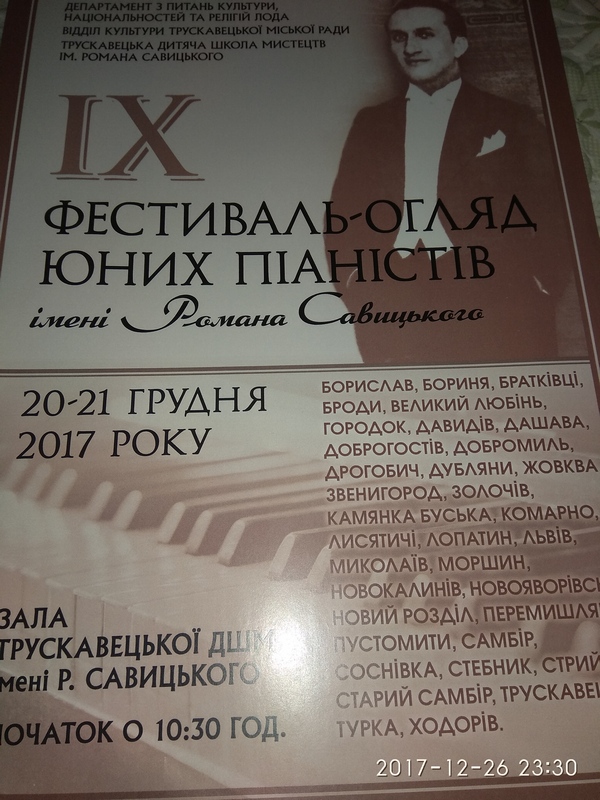 ДЕПАРТАМЕНТ З ПИТАНЬ КУЛЬТУРИ,
НАЦІОНАЛЬНОСТЕЙ ТА РЕЛІГІЙ ЛОДА
ВІДДІЛ КУЛЬТУРИ ТРУСКАВЕЦЬКОЇ МІСЬКОЇ РАДИ
ТРУСКАВЕЦЬКА ДИТЯЧА ШКОЛА МИСТЕЦТВ
ІМ. РОМАНА САВИЦЬКОГО
IX
ФЕСТИВАЛЬ-ОГЛЯД
ЮНИХ ПІАНІСТІВ
імені Романа Савицького
20-21 ГРУДНЯ
2017 РОКУ
БОРИСЛАВ, БОРИНЯ, БРАТКІВЦІ,
БРОДИ, ВЕЛИКИЙ ЛЮБІНЬ,
ГОРОДОК, ДАВИДІВ, ДАШАВА,
ДОБРОГОСТІВ, ДОБРОМИЛЬ,
ДРОГОБИЧ, ДУБЛЯНИ, ЖОВКВА
ЗВЕНИГОРОД, ЗОЛОЧІВ,
КАМЯНКА БУСЬКА, КОМАРНО,
ЛИСЯТИЧІ, ЛОПАТИН, ЛЬВІВ,
МИКОЛАЇВ, МОРШИН,
НОВОКАЛИНІВ, НОВОЯВОРІВС
НОВИЙ РОЗДІЛ, ПЕРЕМИШЛЯ
ПУСТОМИТИ, САМБІР,
СОСНІВКА, СТЕБНИК, СТРИЙ
СТАРИЙ САМБІР, ТРУСКАВЕ
ТУРКА, ХОДОРІВ.
ЗАЛА
ТРУСКАВЕЦЬКОЇ ДШМ
мені Р. САВИЦЬКОГО
ПОЧАТОК О 10:30 ГОД.
2017-12-26 23:30